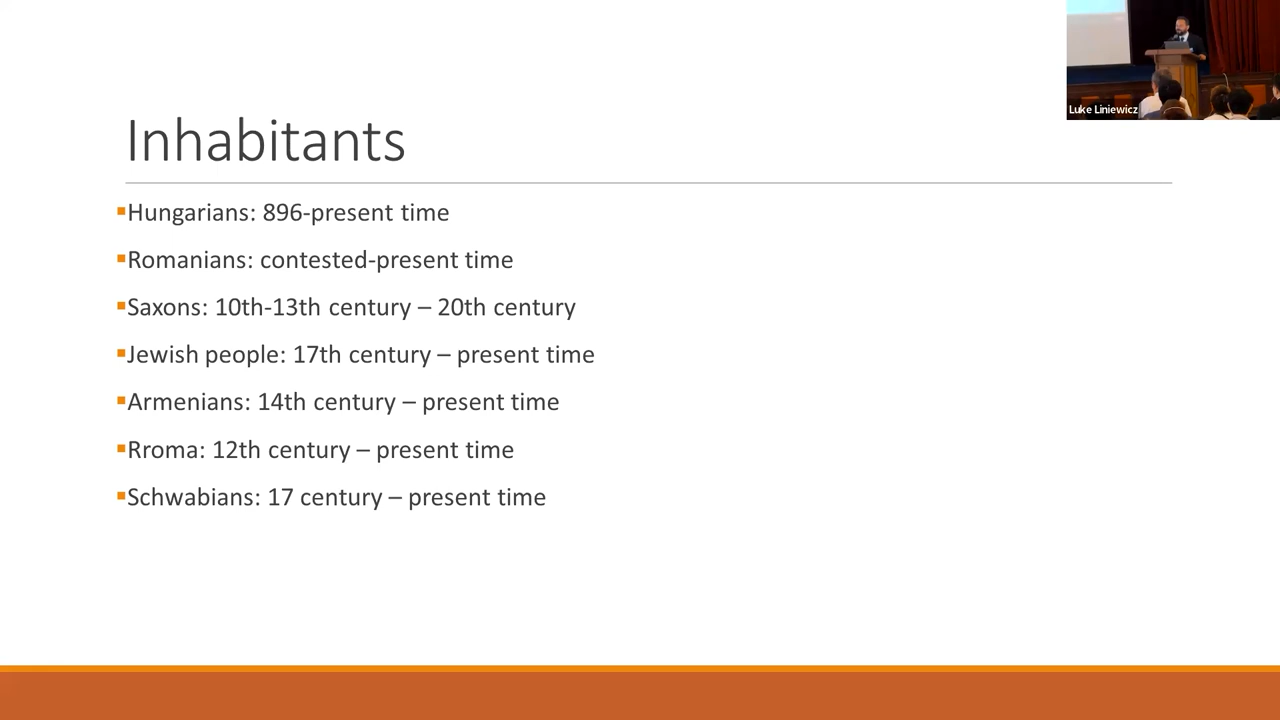 Luke Liniewicz
Inhabitants
▪Hungarians: 896-present time
▪Romanians: contested-present time
▪Saxons: 10th-13th century – 20th century
▪Jewish people: 17th century – present time
▪Armenians: 14th century – present time
▪Rroma: 12th century – present time
▪Schwabians: 17 century – present time